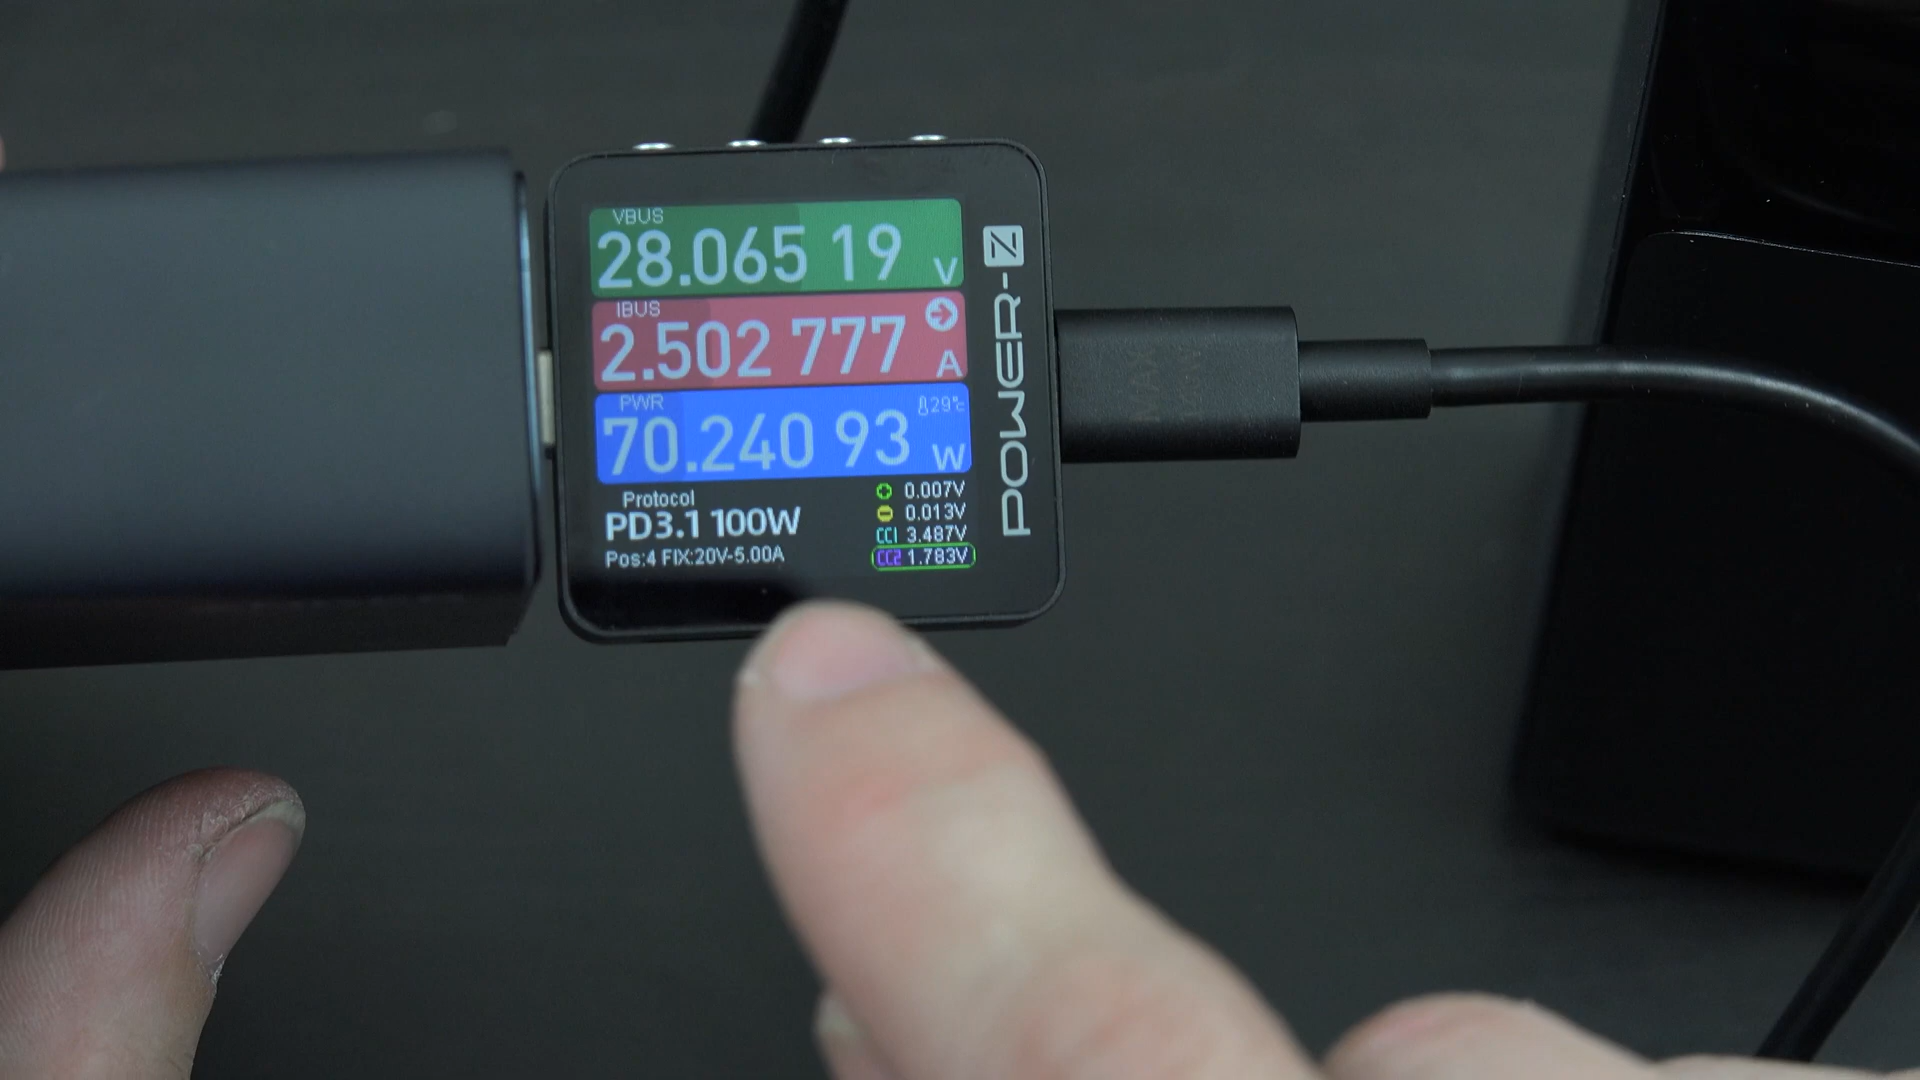 VBUS
28.065 19 V
IBUS
2.502 777 A
PWR 29°C
70.240 93 W
Protocol
PD3.1 100W
Pos:4 FIX:20V-5.00A
0.007V
0.013V
CC1 3.487V
CC2 1.783V
POWER-Z
MAX